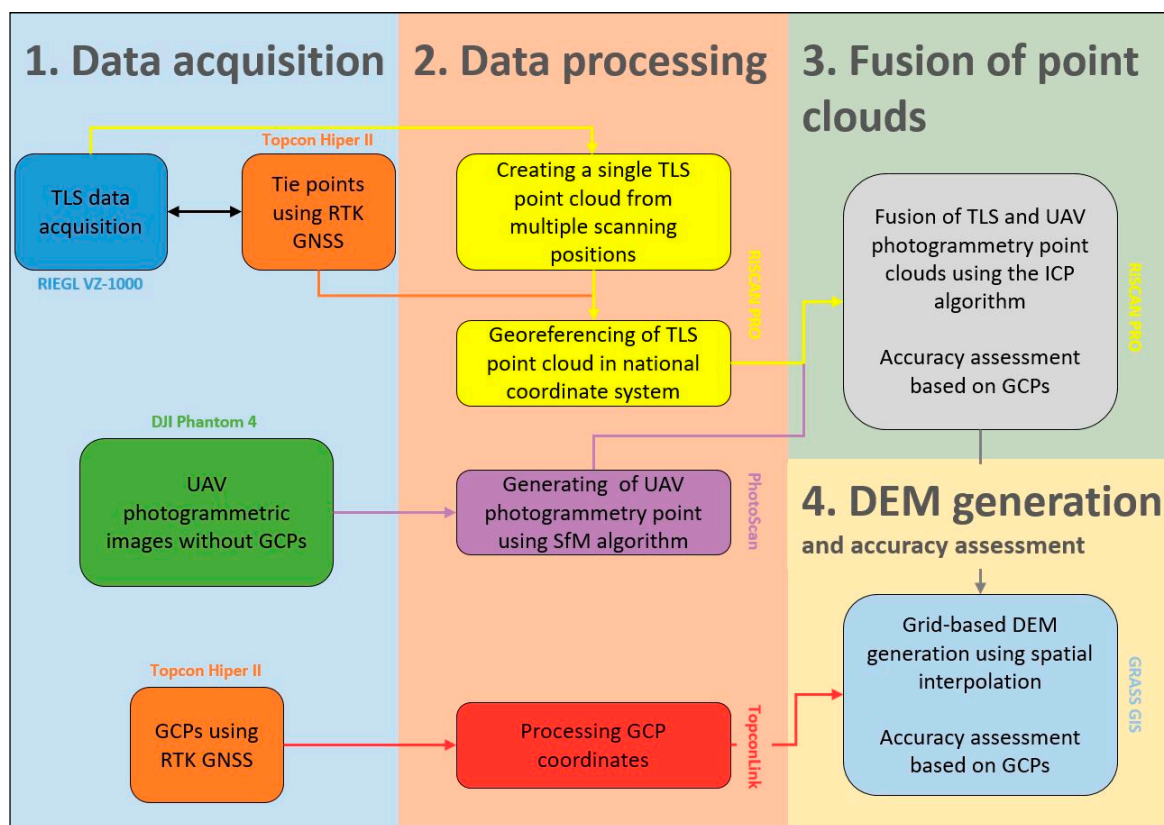 1. Data acquisition
Topcon Hiper II
TLS data
acquisition
RIEGL VZ-1000
Tie points
using RTK
GNSS
DJI Phantom 4
UAV
photogrammetric
images without GCPs
Topcon Hiper II
GCPs using
RTK GNSS
2. Data processing
Creating a single TLS
point cloud from
multiple scanning
positions
RISCAN PRO
Georeferencing of TLS
point cloud in national
coordinate system
Generating of UAV
photogrammetry point
using SfM algorithm
PhotoScan
Processing GCP
coordinates
TopconLink
3. Fusion of point
clouds
Fusion of TLS and UAV
photogrammetry point
clouds using the ICP
algorithm
Accuracy assessment
based on GCPs
RISCAN PRO
4. DEM generation
and accuracy assessment
Grid-based DEM
generation using spatial
interpolation
Accuracy assessment
based on GCPs
GRASS GIS